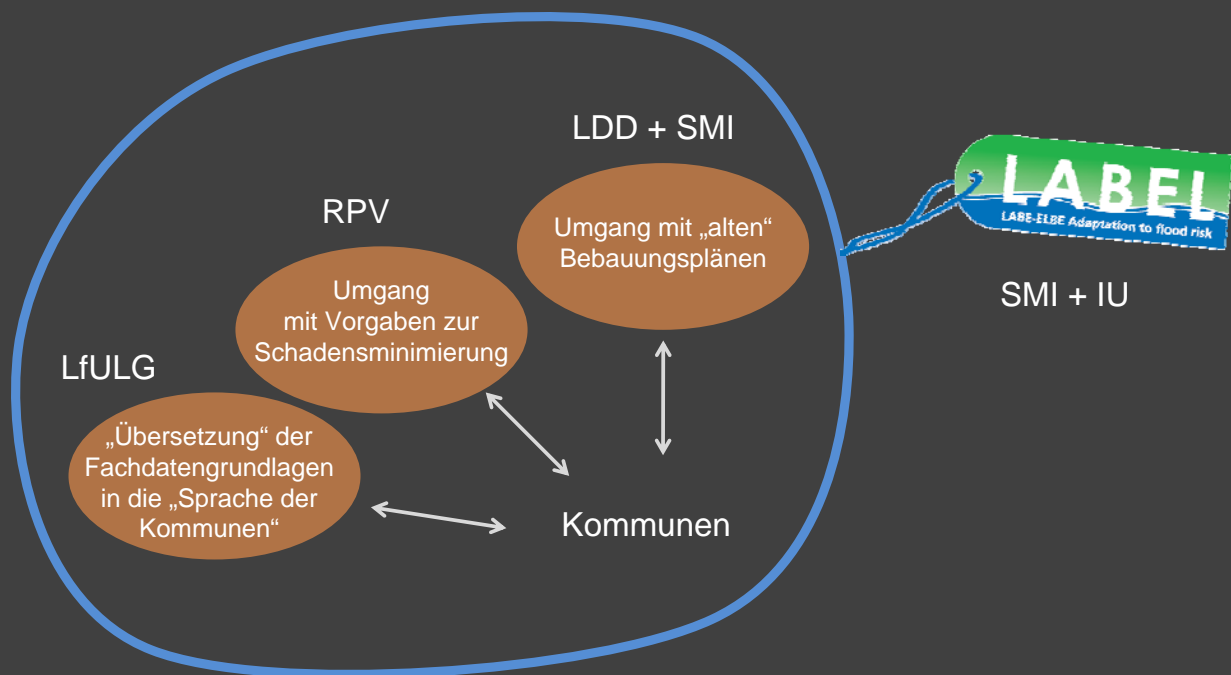 LDD + SMI
Umgang mit „alten“
Bebauungsplänen
RPV
Umgang
mit Vorgaben zur
Schadensminimierung
LfULG
„Übersetzung“ der
Fachdatengrundlagen
in die „Sprache der
Kommunen“
Kommunen
LABEL
LABE-ELBE Adaptation to flood risk
SMI + IU